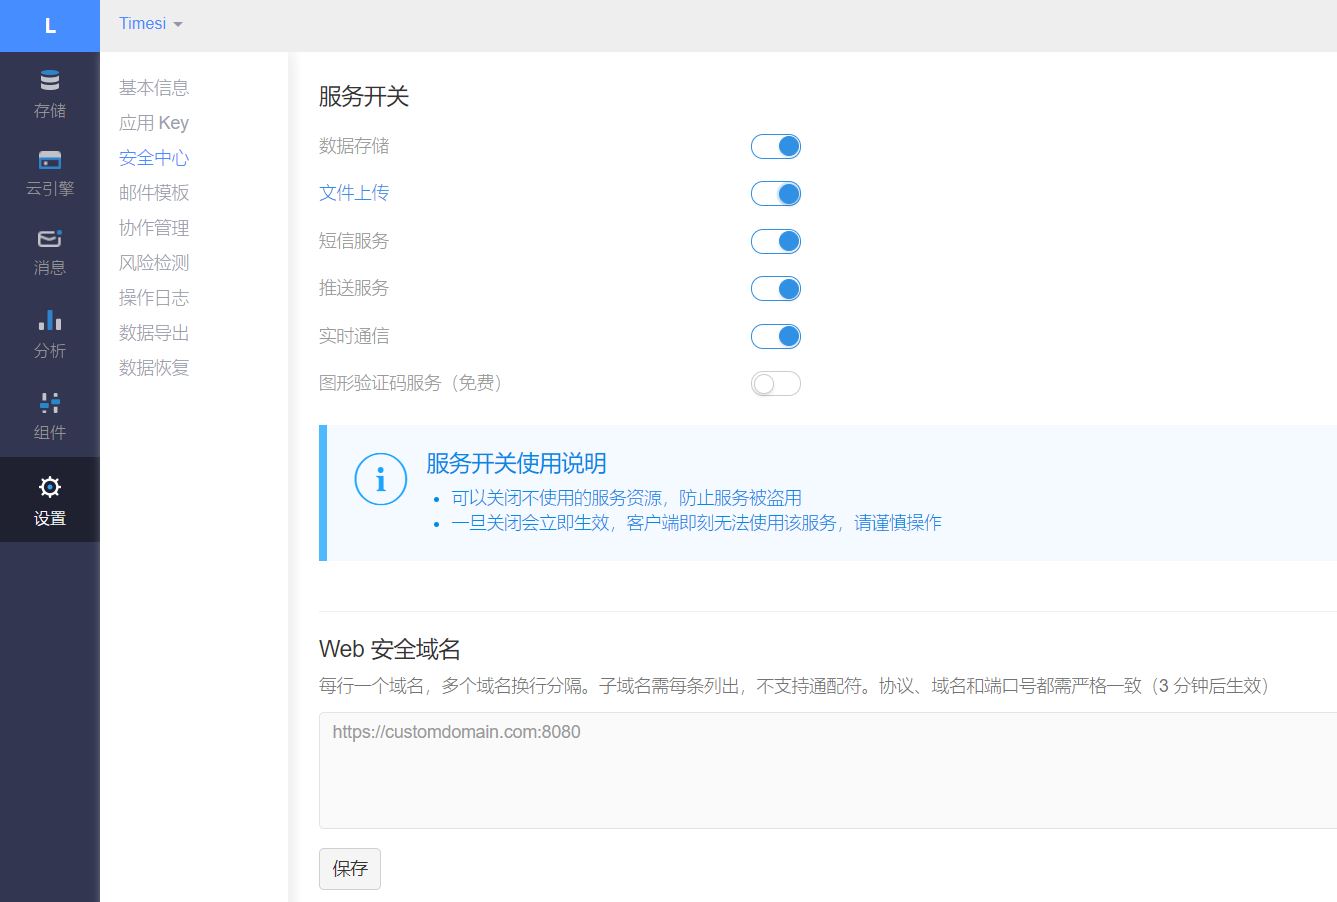 L
Timesi
存储
云引擎
消息
分析
组件
设置
基本信息
应用 Key
安全中心
邮件模板
协作管理
风险检测
操作日志
数据导出
数据恢复
服务开关
数据存储
文件上传
短信服务
推送服务
实时通信
图形验证码服务（免费）
i
服务开关使用说明
可以关闭不使用的服务资源，防止服务被盗用
一旦关闭会立即生效，客户端即刻无法使用该服务，请谨慎操作
Web 安全域名
每行一个域名，多个域名换行分隔。子域名需每条列出，不支持通配符。协议、域名和端口号都需严格一致（3 分钟后生效）
https://customdomain.com:8080
保存